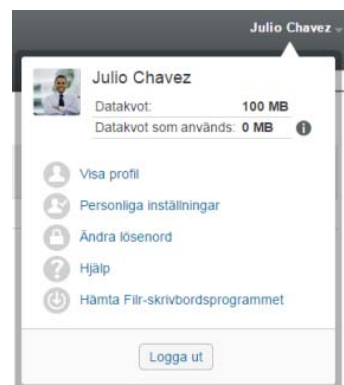 Julio Chavez
Julio Chavez
Datakvot: 100 MB
Datakvot som används: 0 MB
Visa profil
Personliga inställningar
Ändra lösenord
Hjälp
Hämta Filr-skrivbordsprogrammet
Logga ut